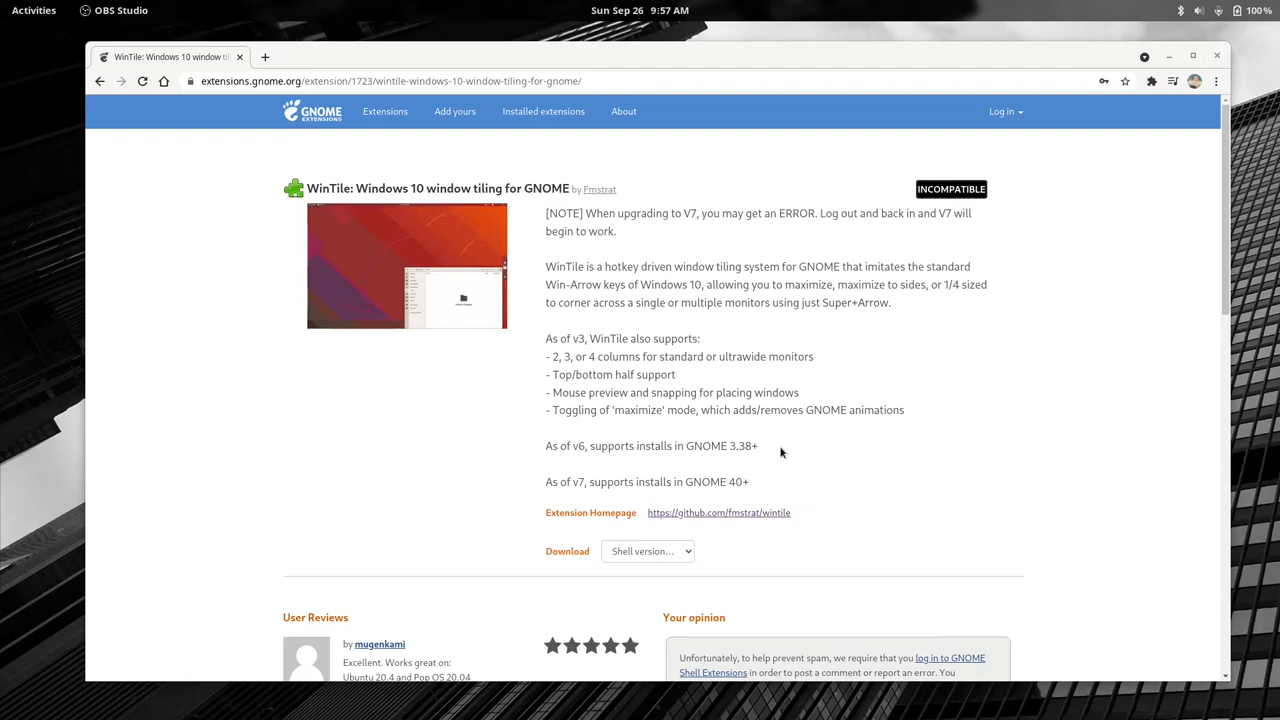 Activities
OBS Studio
Sun Sep 26 9:57 AM
100%
WinTile: Windows 10 window til
extensions.gnome.org/extension/1723/wintile-windows-10-window-tiling-for-gnome/
GNOME EXTENSIONS
Extensions
Add yours
Installed extensions
About
Log in
WinTile: Windows 10 window tiling for GNOME by Fmstrat
INCOMPATIBLE
[NOTE] When upgrading to V7, you may get an ERROR. Log out and back in and V7 will
begin to work.
WinTile is a hotkey driven window tiling system for GNOME that imitates the standard
Win-Arrow keys of Windows 10, allowing you to maximize, maximize to sides, or 1/4 sized
to corner across a single or multiple monitors using just Super+Arrow.
As of v3, WinTile also supports:
- 2, 3, or 4 columns for standard or ultrawide monitors
- Top/bottom half support
- Mouse preview and snapping for placing windows
- Toggling of 'maximize' mode, which adds/removes GNOME animations
As of v6, supports installs in GNOME 3.38+
As of v7, supports installs in GNOME 40+
Extension Homepage https://github.com/fmstrat/wintile
Download Shell version...
User Reviews
by mugenkami
Excellent. Works great on:
Ubuntu 20.4 and Pop OS 20.04
Your opinion
Unfortunately, to help prevent spam, we require that you log in to GNOME
Shell Extensions in order to post a comment or report an error. You